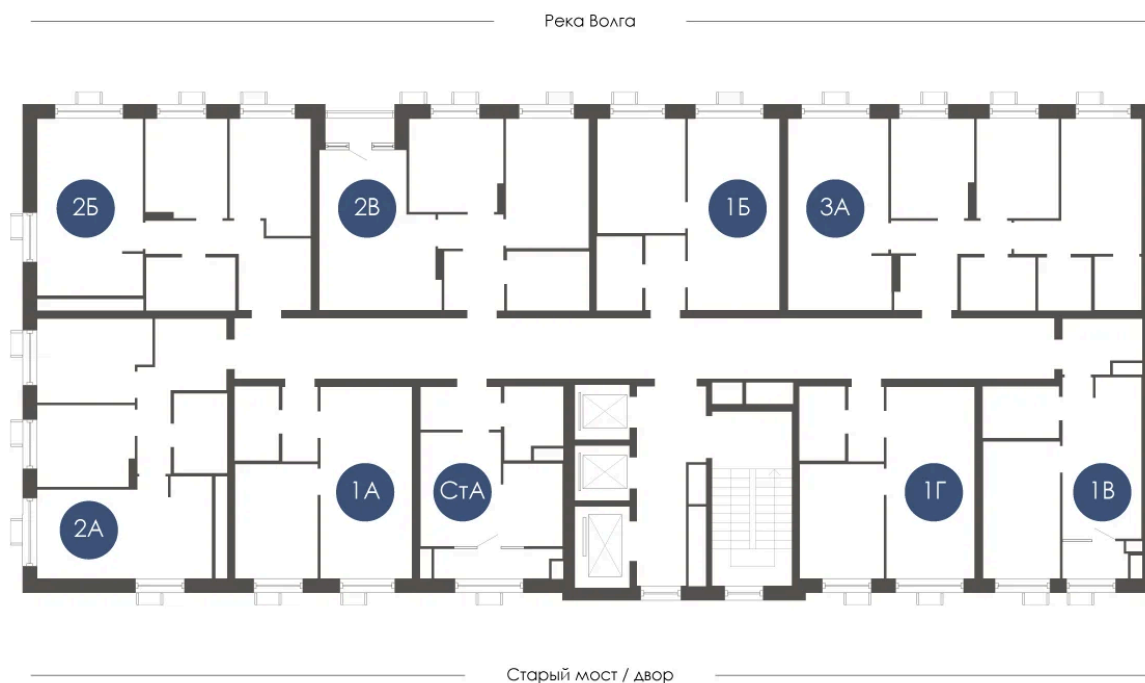 Река Волга
2Б
2В
1Б
3А
2А
1А
СтА
1Г
1В
Старый мост / двор